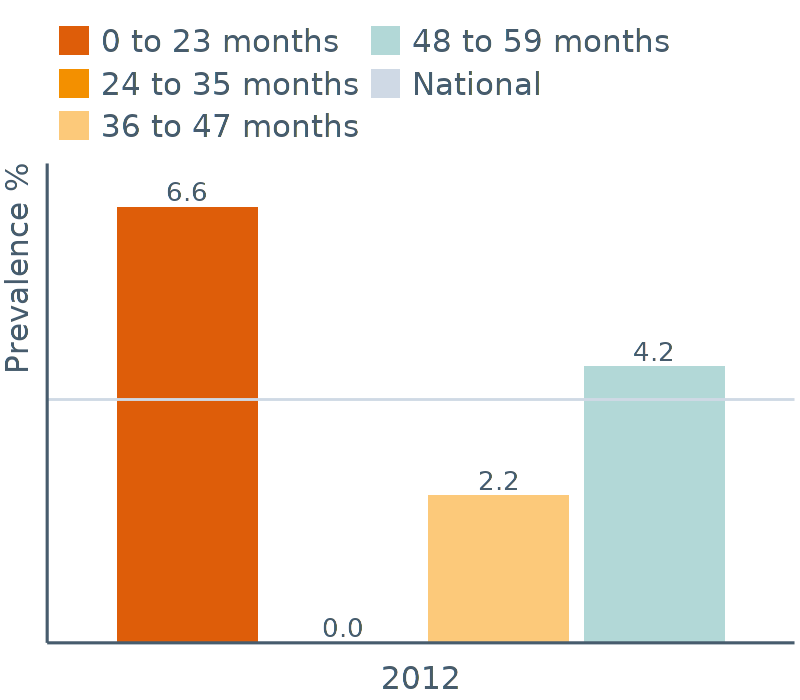 0 to 23 months
24 to 35 months
36 to 47 months
48 to 59 months
National
Prevalence %
6.6
0.0
2.2
4.2
2012